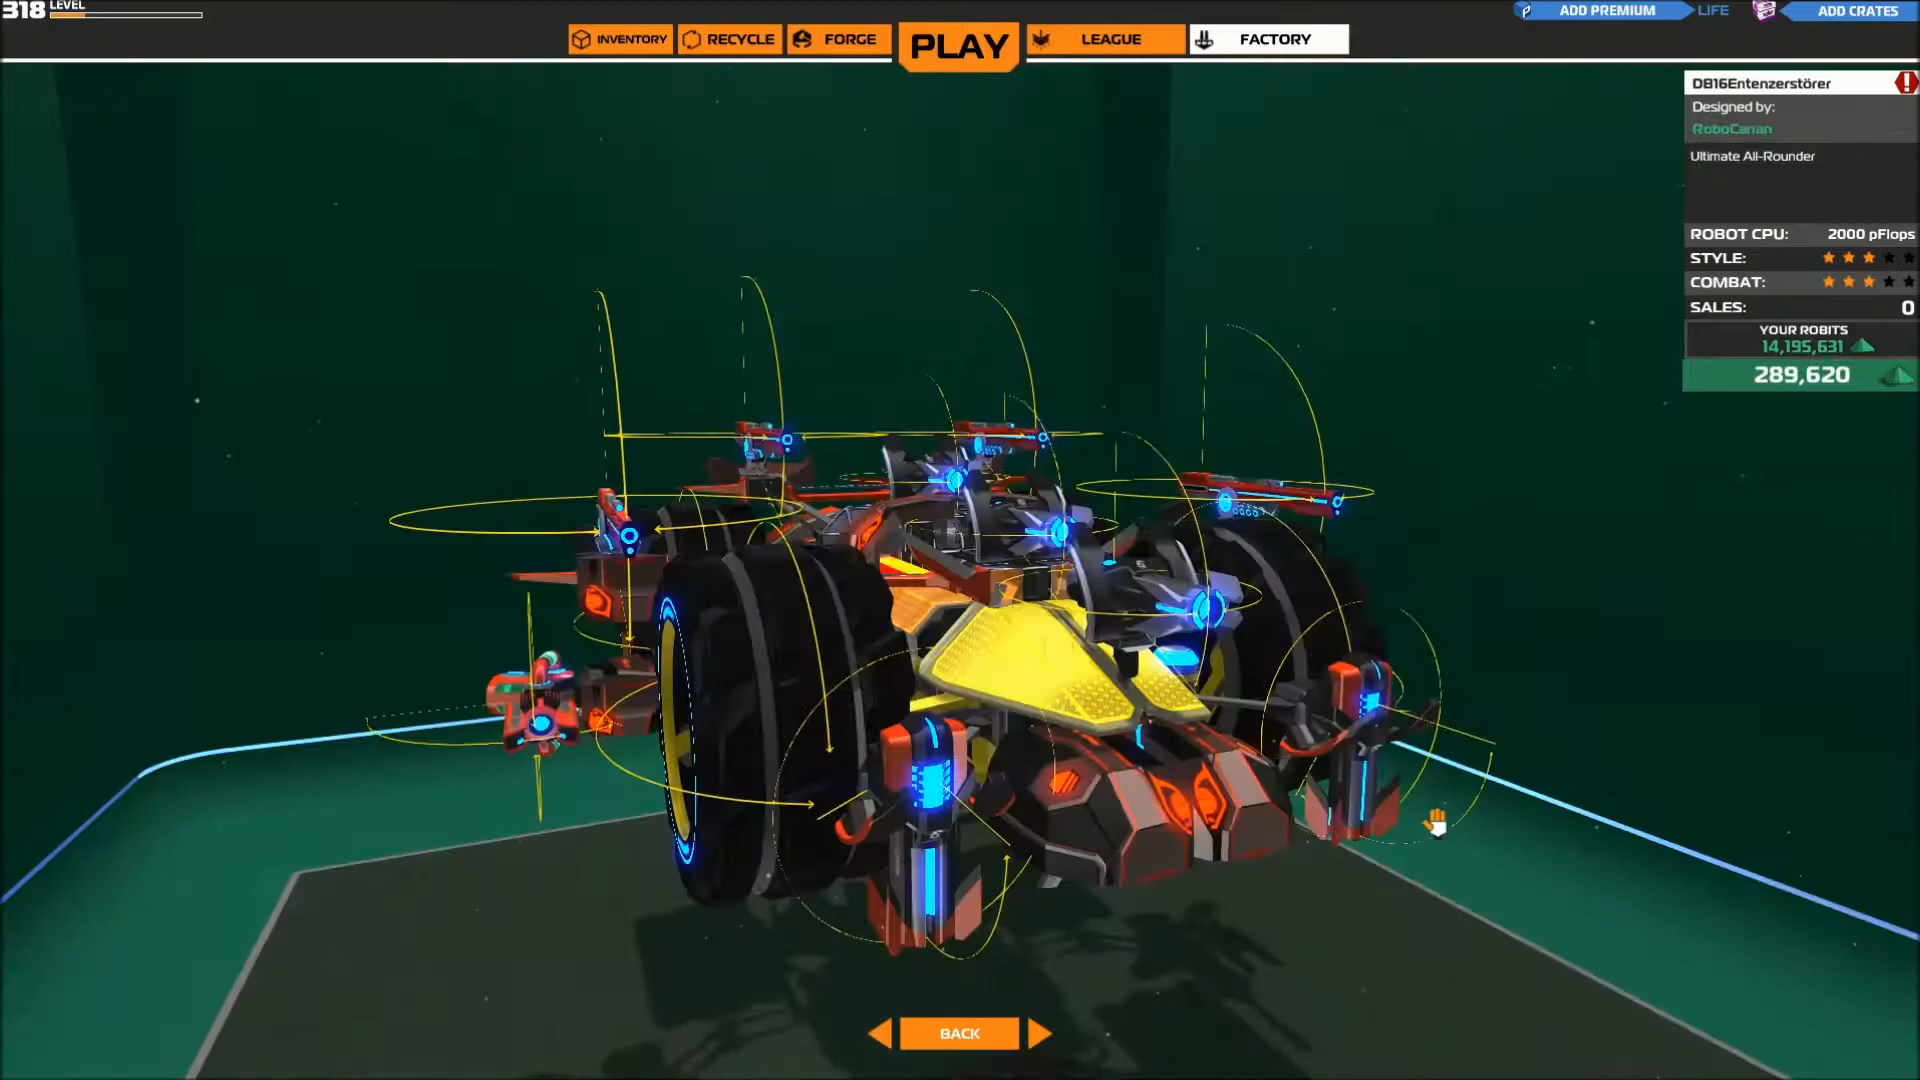 318 LEVEL
ADD PREMIUM
LIFE
ADD CRATES
INVENTORY
RECYCLE
FORGE
PLAY
LEAGUE
FACTORY
DB16Entenzerstörer
Designed by:
RoboCanan
Ultimate All-Rounder
ROBOT CPU: 2000 pFlops
STYLE:
COMBAT:
SALES: 0
YOUR ROBITS
14,195,631
289,620
BACK